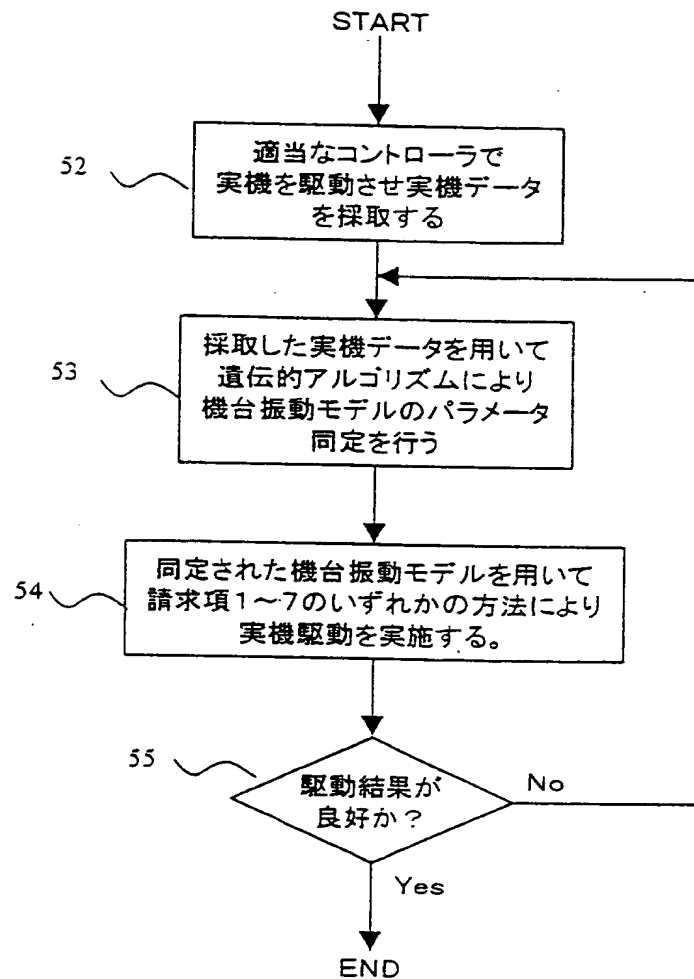 START
52
適当なコントローラで
実機を駆動させ実機データ
を採取する
53
採取した実機データを用いて
遺伝的アルゴリズムにより
機台振動モデルのパラメータ
同定を行う
54
同定された機台振動モデルを用いて
請求項1～7のいずれかの方法により
実機駆動を実施する。
55
駆動結果が
良好か？
No
Yes
END